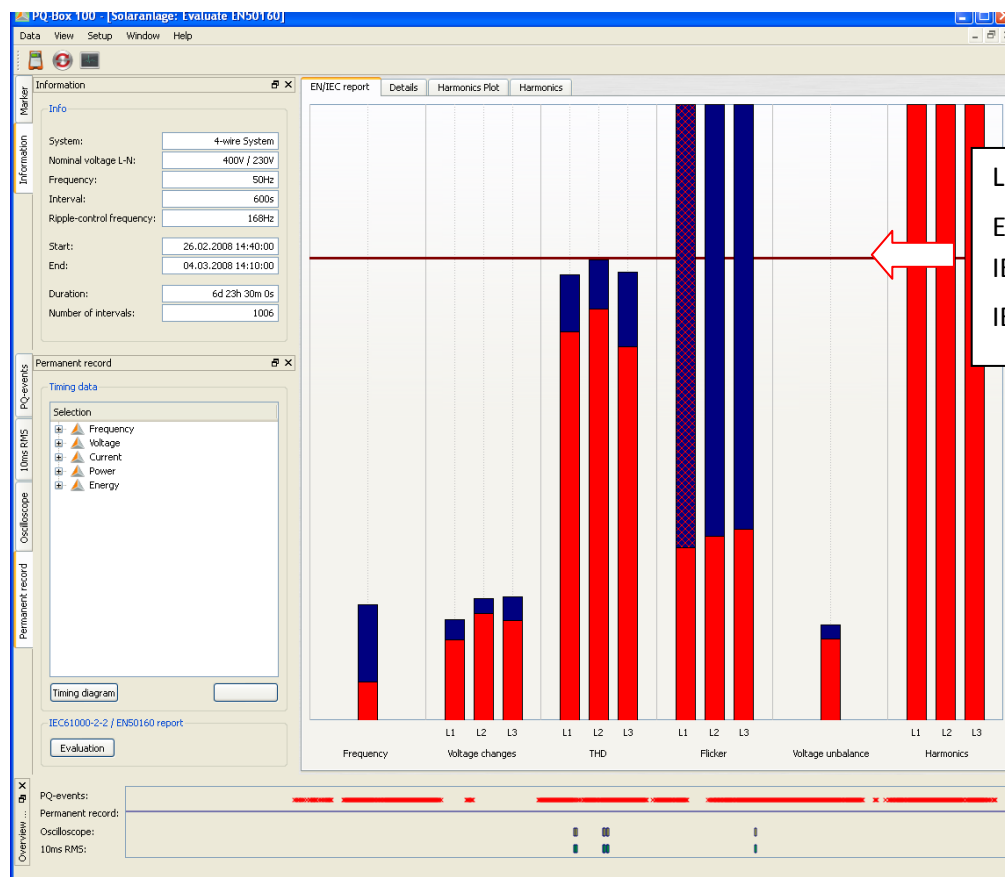 PQ-Box 100 - [Solaranlage: Evaluate EN50160]
Data View Setup Window Help
Marker
Information
PQ-events
10ms RMS
Oscilloscope
Permanent record
Information
Info
System: 4-wire System
Nominal voltage L-N: 400V / 230V
Frequency: 50Hz
Interval: 600s
Ripple-control frequency: 168Hz
Start: 26.02.2008 14:40:00
End: 04.03.2008 14:10:00
Duration: 6d 23h 30m 0s
Number of intervals: 1006
Permanent record
Timing data
Selection
Frequency
Voltage
Current
Power
Energy
Timing diagram
IEC61000-2-2 / EN50160 report
Evaluation
EN/IEC report Details Harmonics Plot Harmonics
L
E
IE
IE
L1 L2 L3 L1 L2 L3 L1 L2 L3 L1 L2 L3
Frequency Voltage changes THD Flicker Voltage unbalance Harmonics
Overview ...
PQ-events:
Permanent record:
Oscilloscope:
10ms RMS: